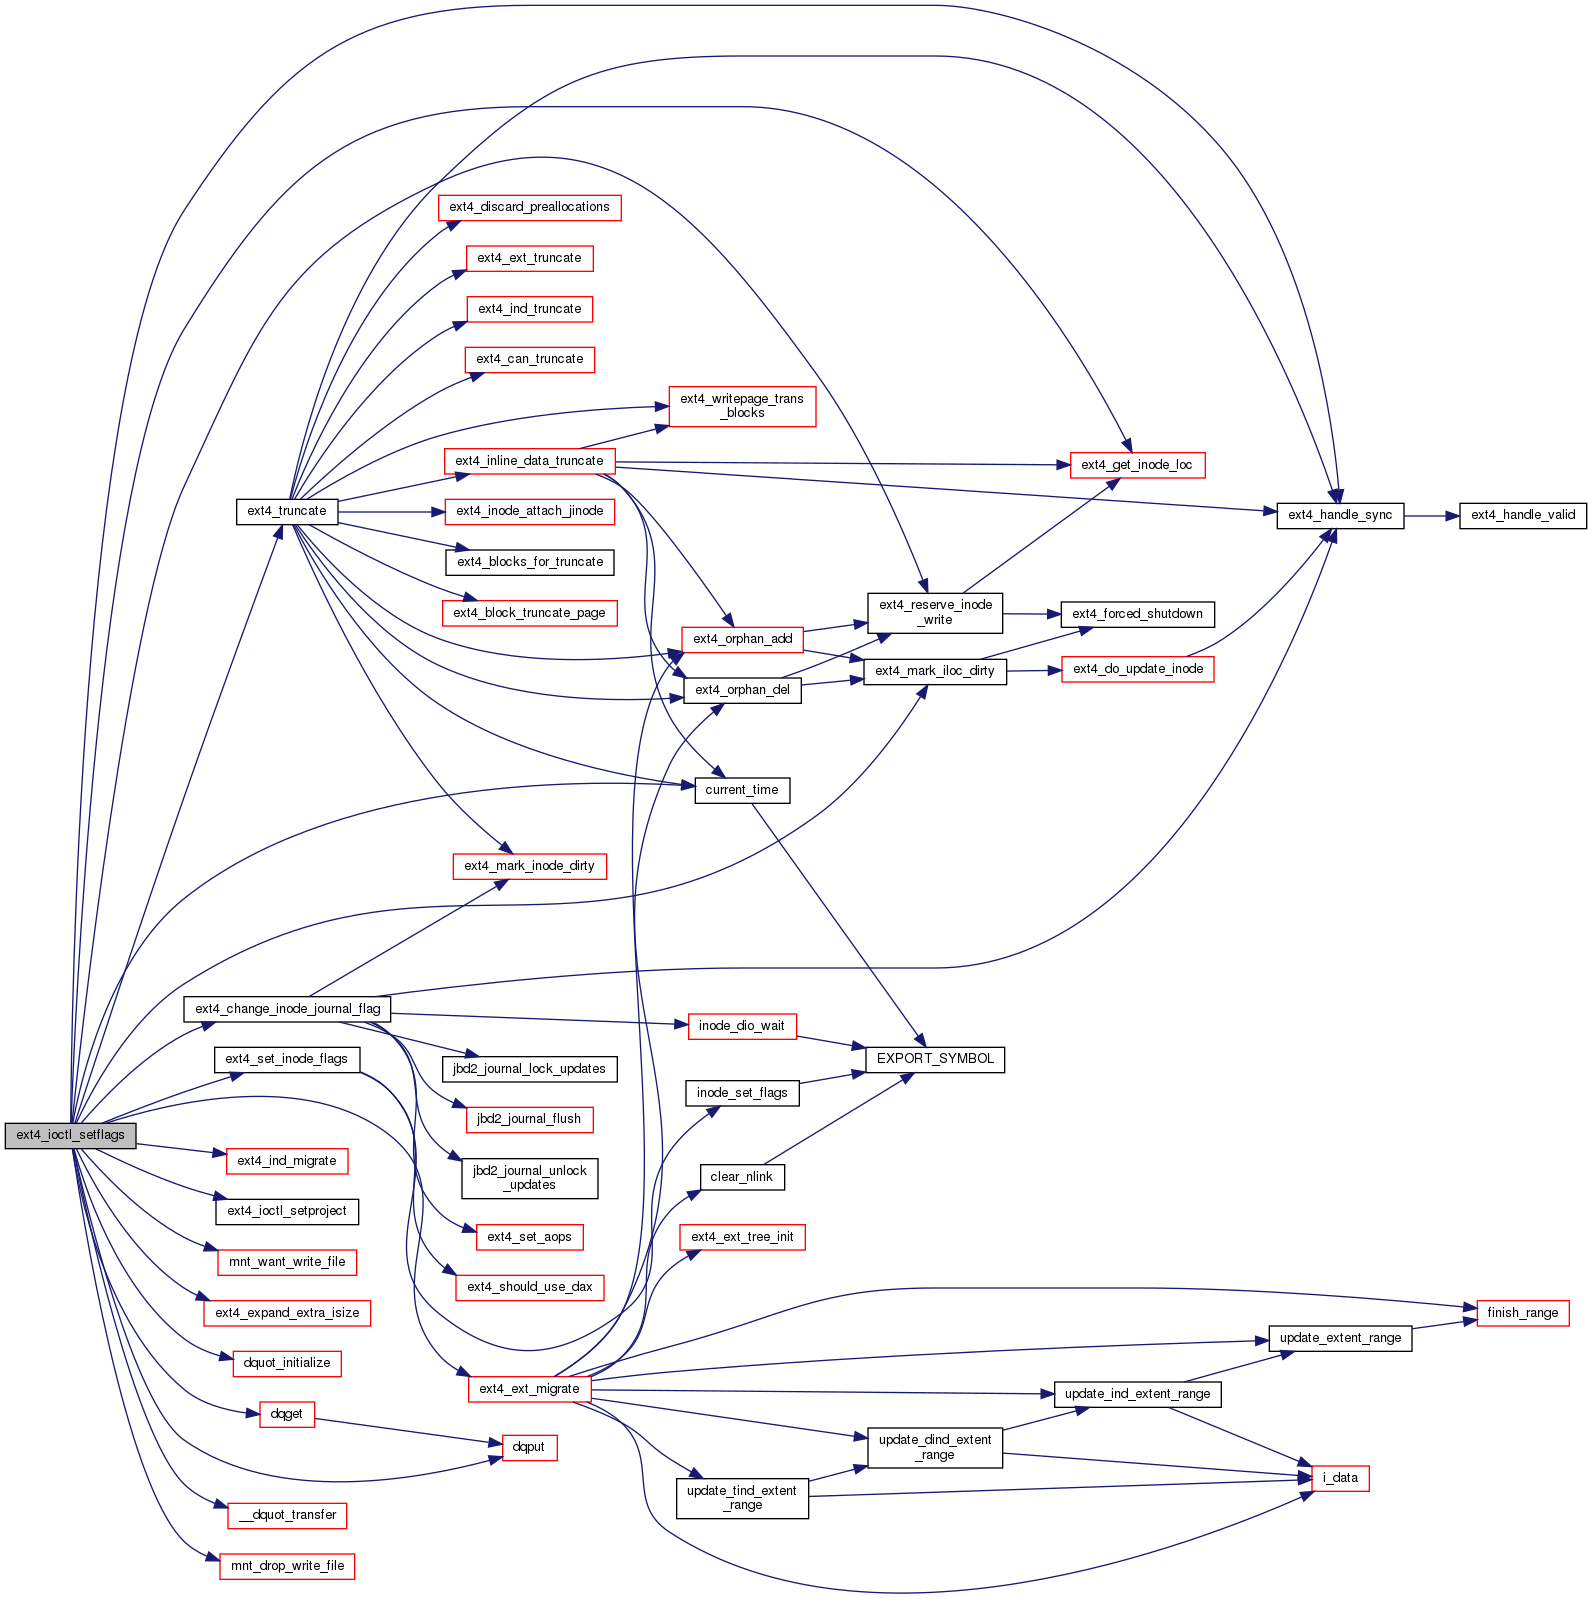 ext4_discard_preallocations
ext4_ext_truncate
ext4_ind_truncate
ext4_can_truncate
ext4_writepage_trans
_blocks
ext4_inline_data_truncate
ext4_get_inode_loc
ext4_truncate
ext4_inode_attach_jinode
ext4_handle_sync
ext4_handle_valid
ext4_blocks_for_truncate
ext4_block_truncate_page
ext4_reserve_inode
_write
ext4_forced_shutdown
ext4_orphan_add
ext4_mark_iloc_dirty
ext4_do_update_inode
ext4_orphan_del
current_time
ext4_mark_inode_dirty
ext4_change_inode_journal_flag
inode_dio_wait
ext4_set_inode_flags
jbd2_journal_lock_updates
EXPORT_SYMBOL
inode_set_flags
jbd2_journal_flush
ext4_ioctl_setflags
ext4_ind_migrate
jbd2_journal_unlock
_updates
clear_nlink
ext4_ioctl_setproject
ext4_set_aops
ext4_ext_tree_init
mnt_want_write_file
ext4_should_use_dax
ext4_expand_extra_isize
finish_range
update_extent_range
dquot_initialize
ext4_ext_migrate
update_ind_extent_range
dqget
dqput
update_dind_extent
_range
i_data
update_tind_extent
_range
__dquot_transfer
mnt_drop_write_file